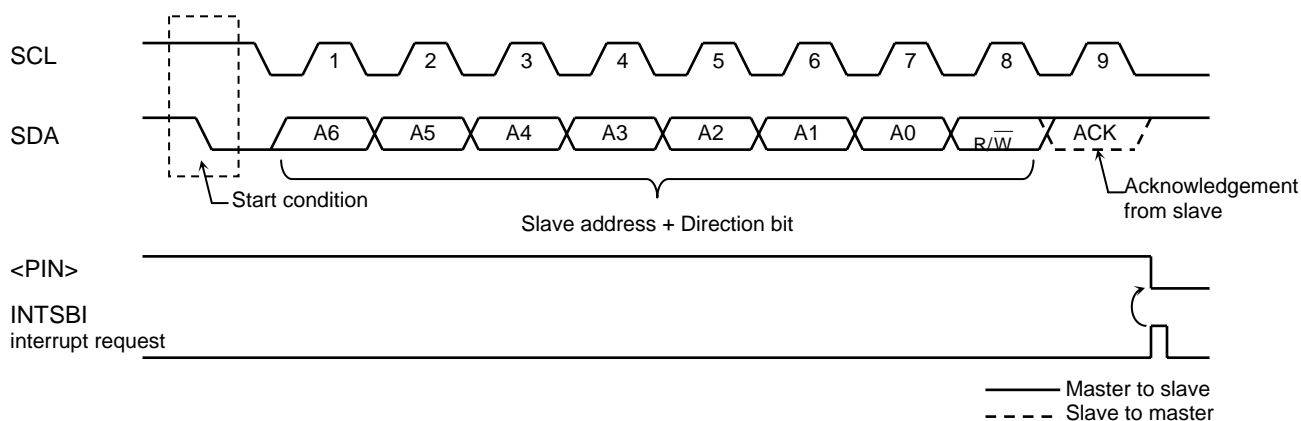 SCL
1 2 3 4 5 6 7 8 9
SDA
A6 A5 A4 A3 A2 A1 A0 R/W̅ ACK
Start condition
Slave address + Direction bit
Acknowledgement
from slave
<PIN>
INTSBI
interrupt request
Master to slave
Slave to master